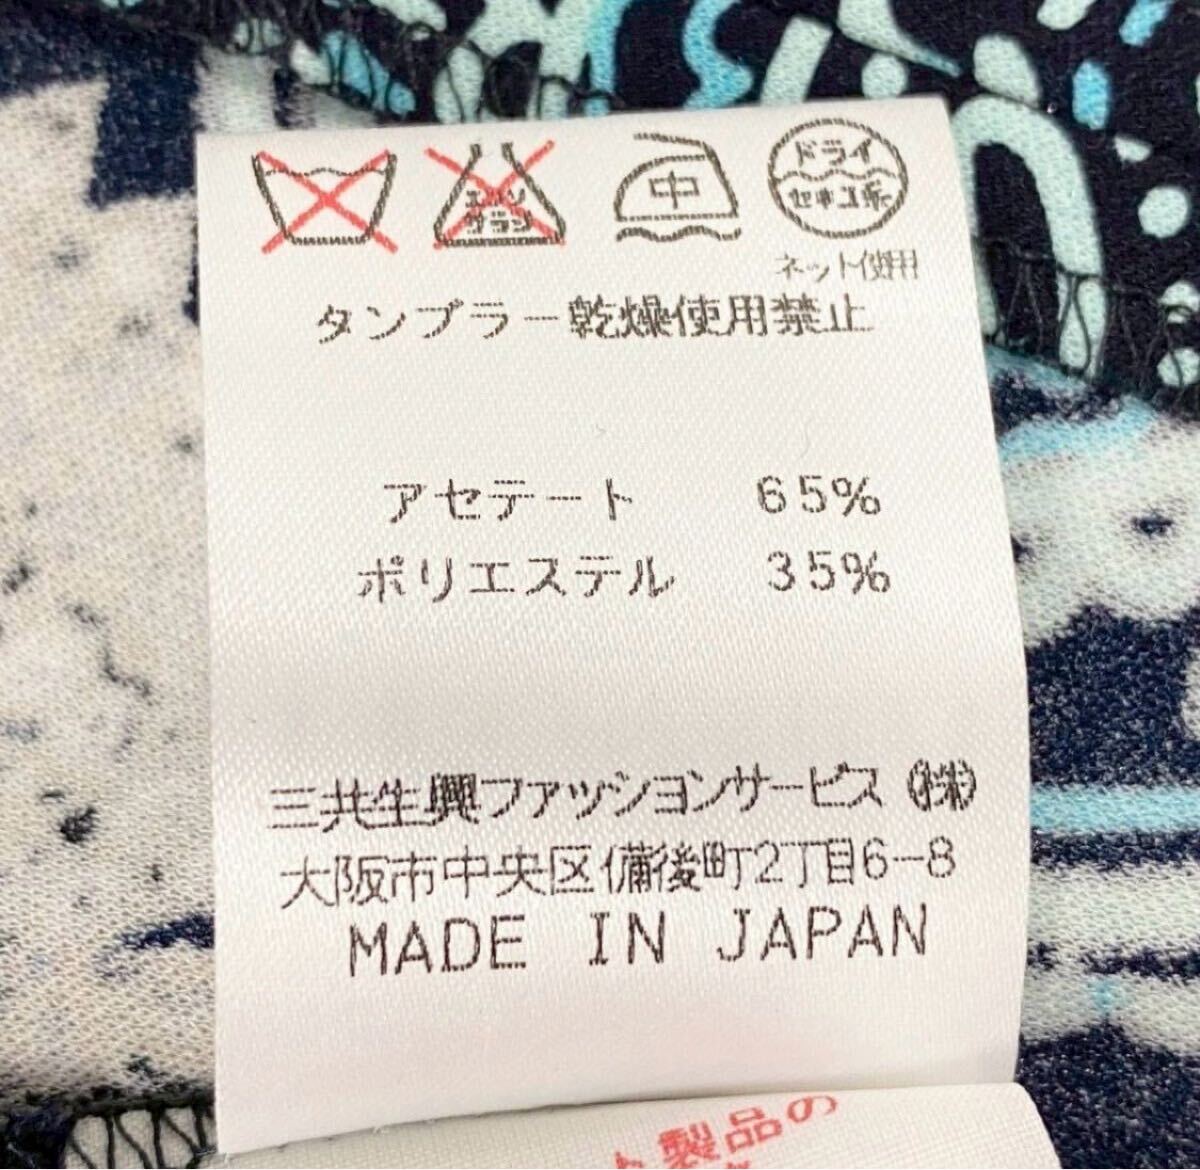 エンソ サラシ
中
ドライ
セキユ系
ネット使用
タンブラー乾燥使用禁止
アセテート 65%
ポリエステル 35%
三共生興ファッションサービス(株)
大阪市中央区備後町2丁目6-8
MADE IN JAPAN
ト製品の